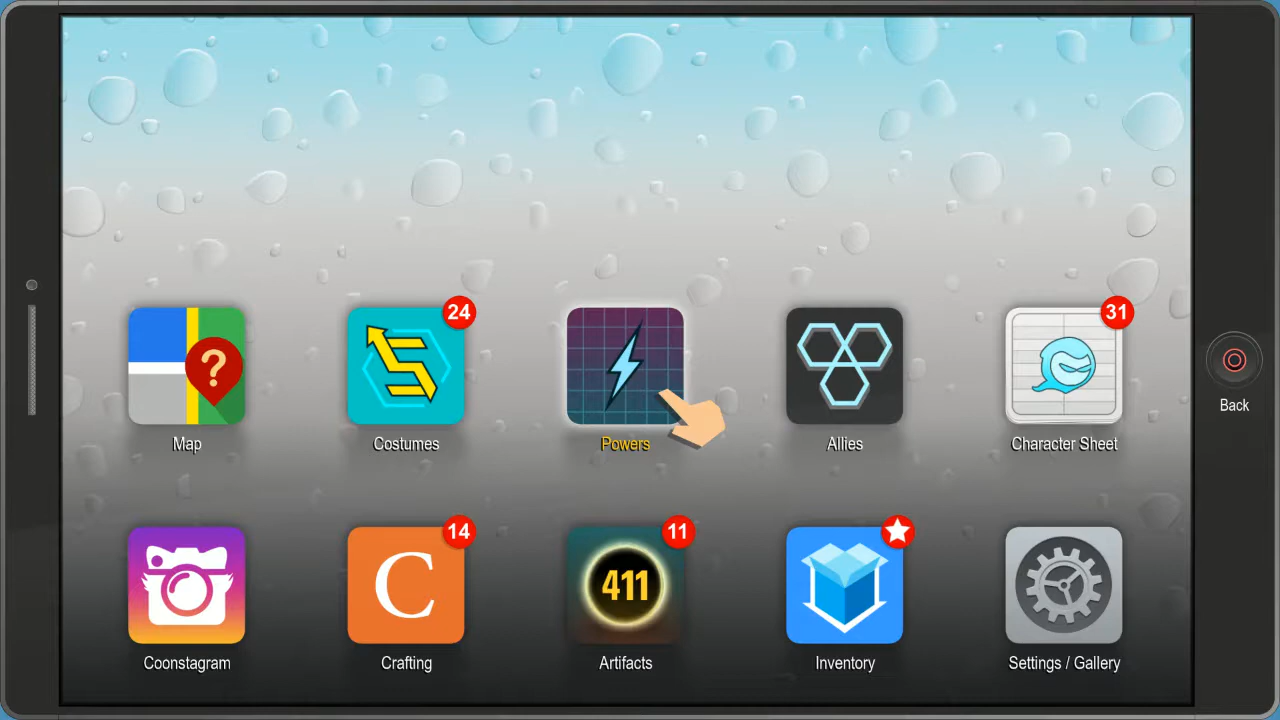 24
31
Map
Costumes
Powers
Allies
Character Sheet
Back
14
11
C
411
Coonstagram
Crafting
Artifacts
Inventory
Settings / Gallery
?